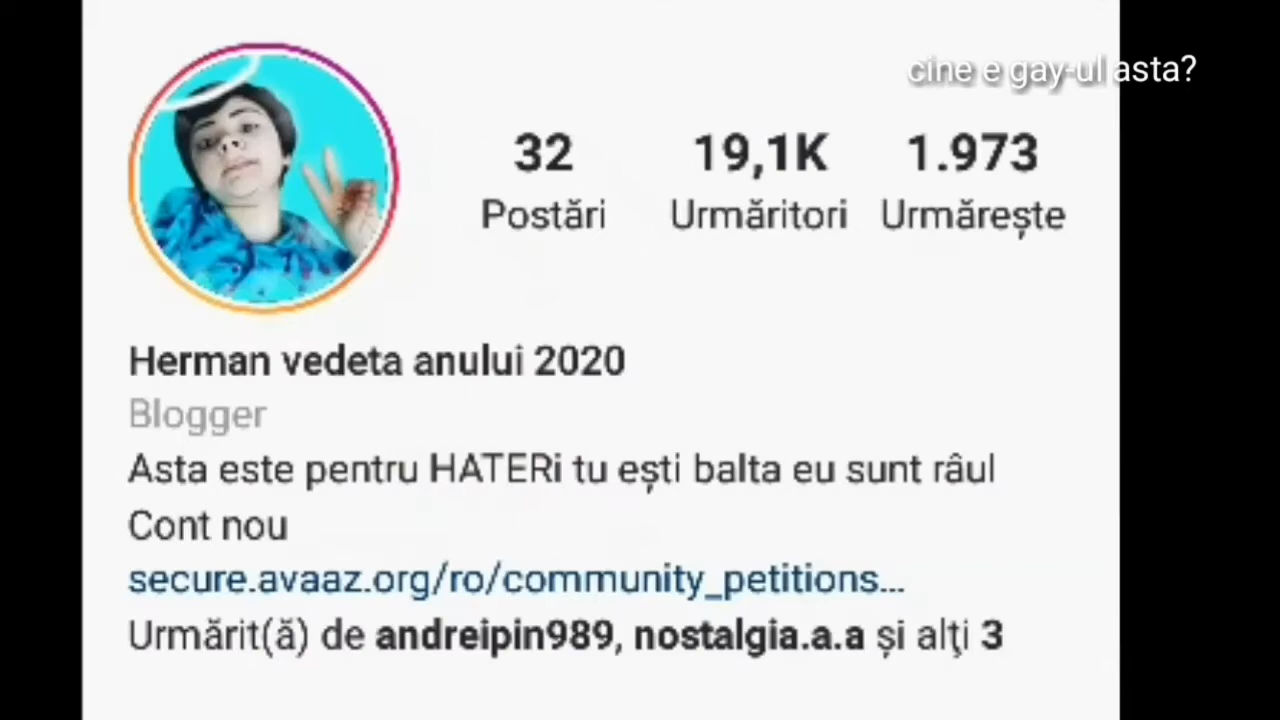 cine e gay-ul asta?
32 19,1K 1.973
Postări Urmăritori Urmărește
Herman vedeta anului 2020
Blogger
Asta este pentru HATERi tu ești balta eu sunt râul
Cont nou
secure.avaaz.org/ro/community_petitions...
Urmărit(ă) de andreipin989, nostalgia.a.a și alți 3